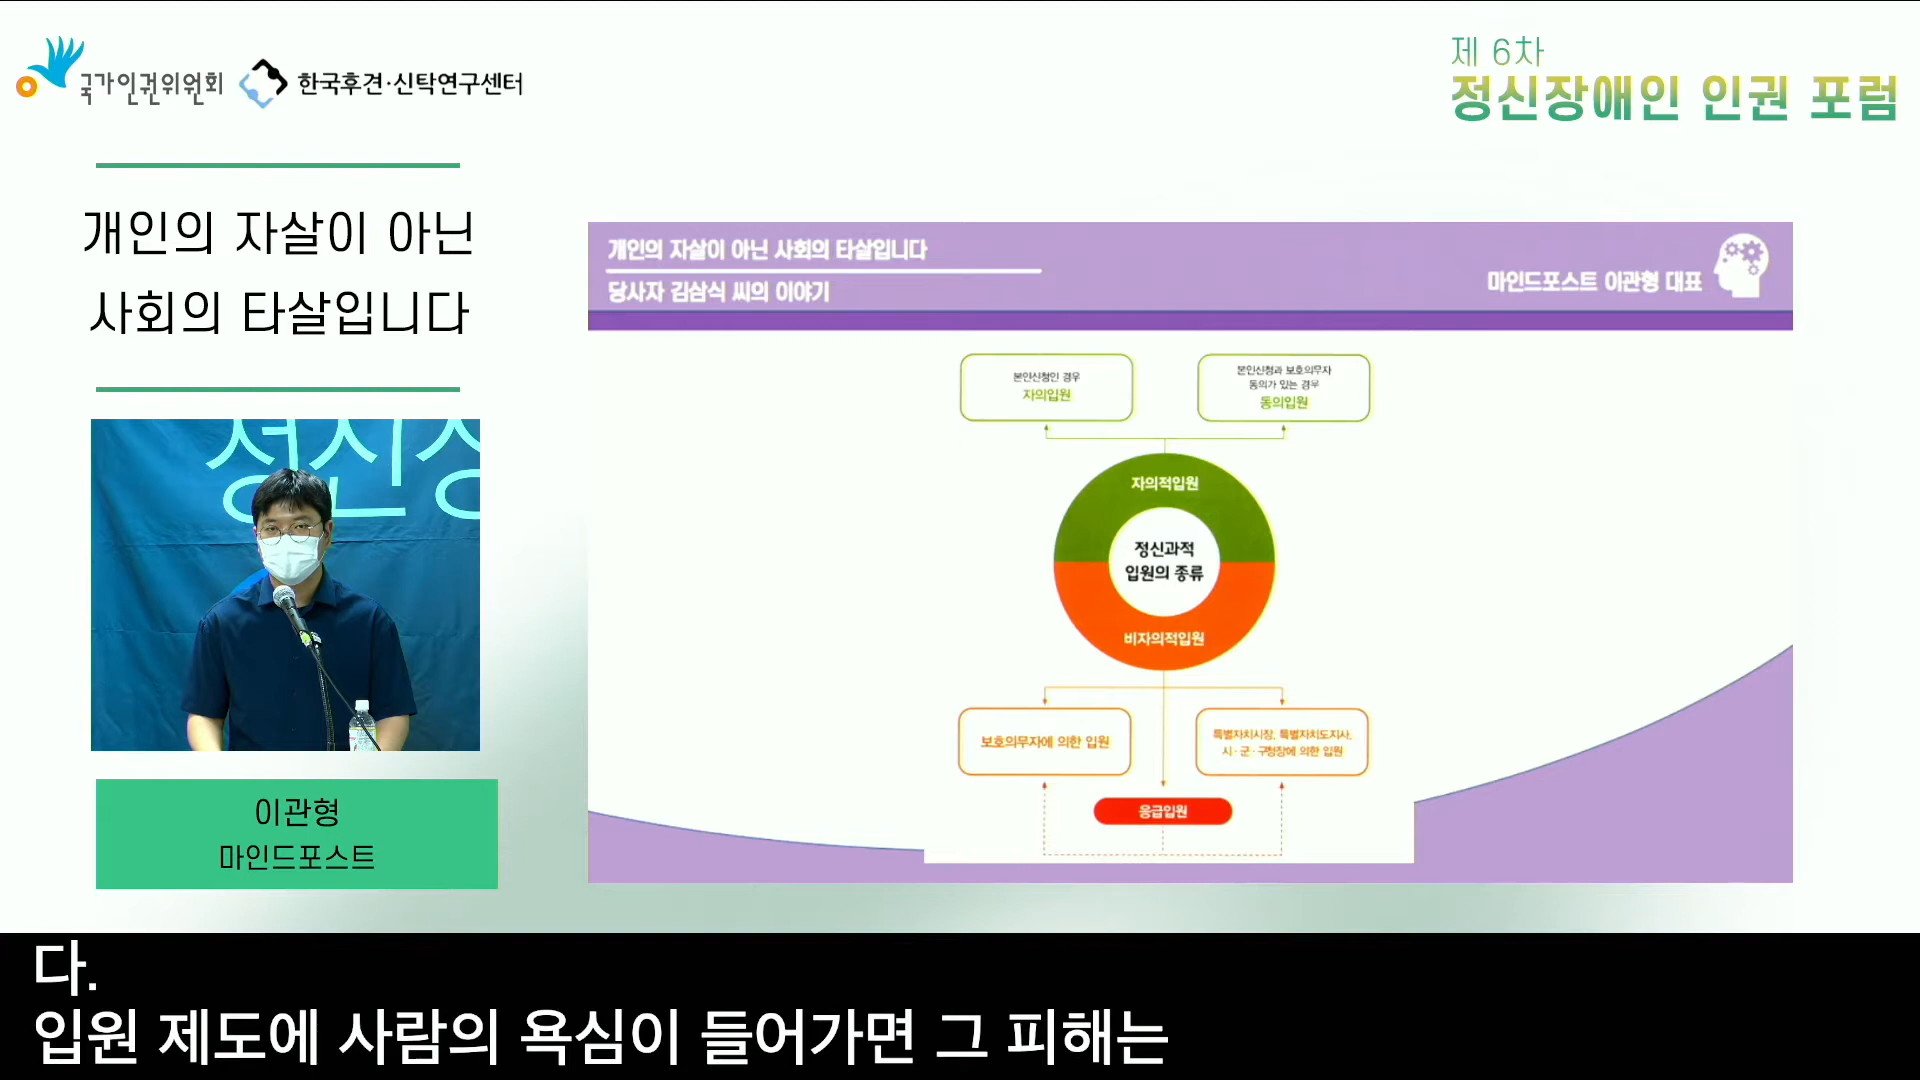 국가인권위원회
한국후견·신탁연구센터
제 6차
정신장애인 인권 포럼
개인의 자살이 아닌
사회의 타살입니다
정신장
이관형
마인드포스트
개인의 자살이 아닌 사회의 타살입니다
당사자 김삼식 씨의 이야기
마인드포스트 이관형 대표
본인신청인 경우
자의입원
본인신청과 보호의무자
동의가 있는 경우
동의입원
자의적입원
정신과적
입원의 종류
비자의적입원
보호의무자에 의한 입원
특별자치시장, 특별자치도지사,
시·군·구청장에 의한 입원
응급입원
다.
입원 제도에 사람의 욕심이 들어가면 그 피해는